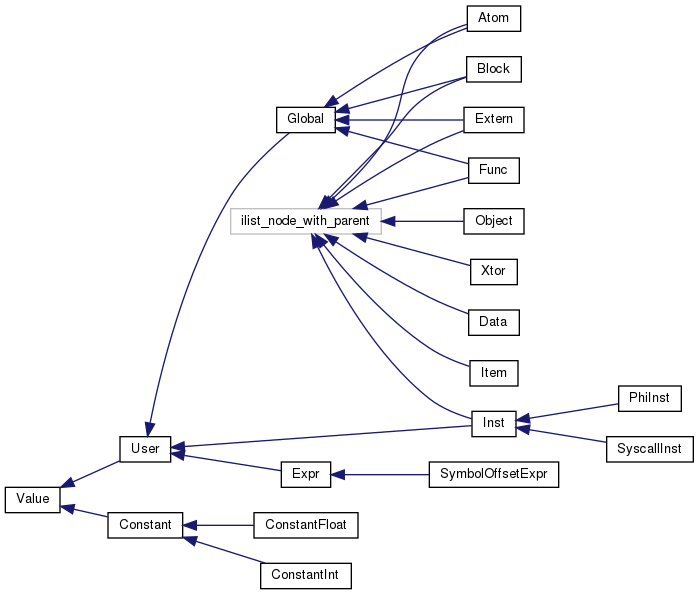 Atom
Block
Global
Extern
Func
ilist_node_with_parent
Object
Xtor
Data
Item
PhiInst
Inst
User
SyscallInst
Expr
SymbolOffsetExpr
Value
Constant
ConstantFloat
ConstantInt